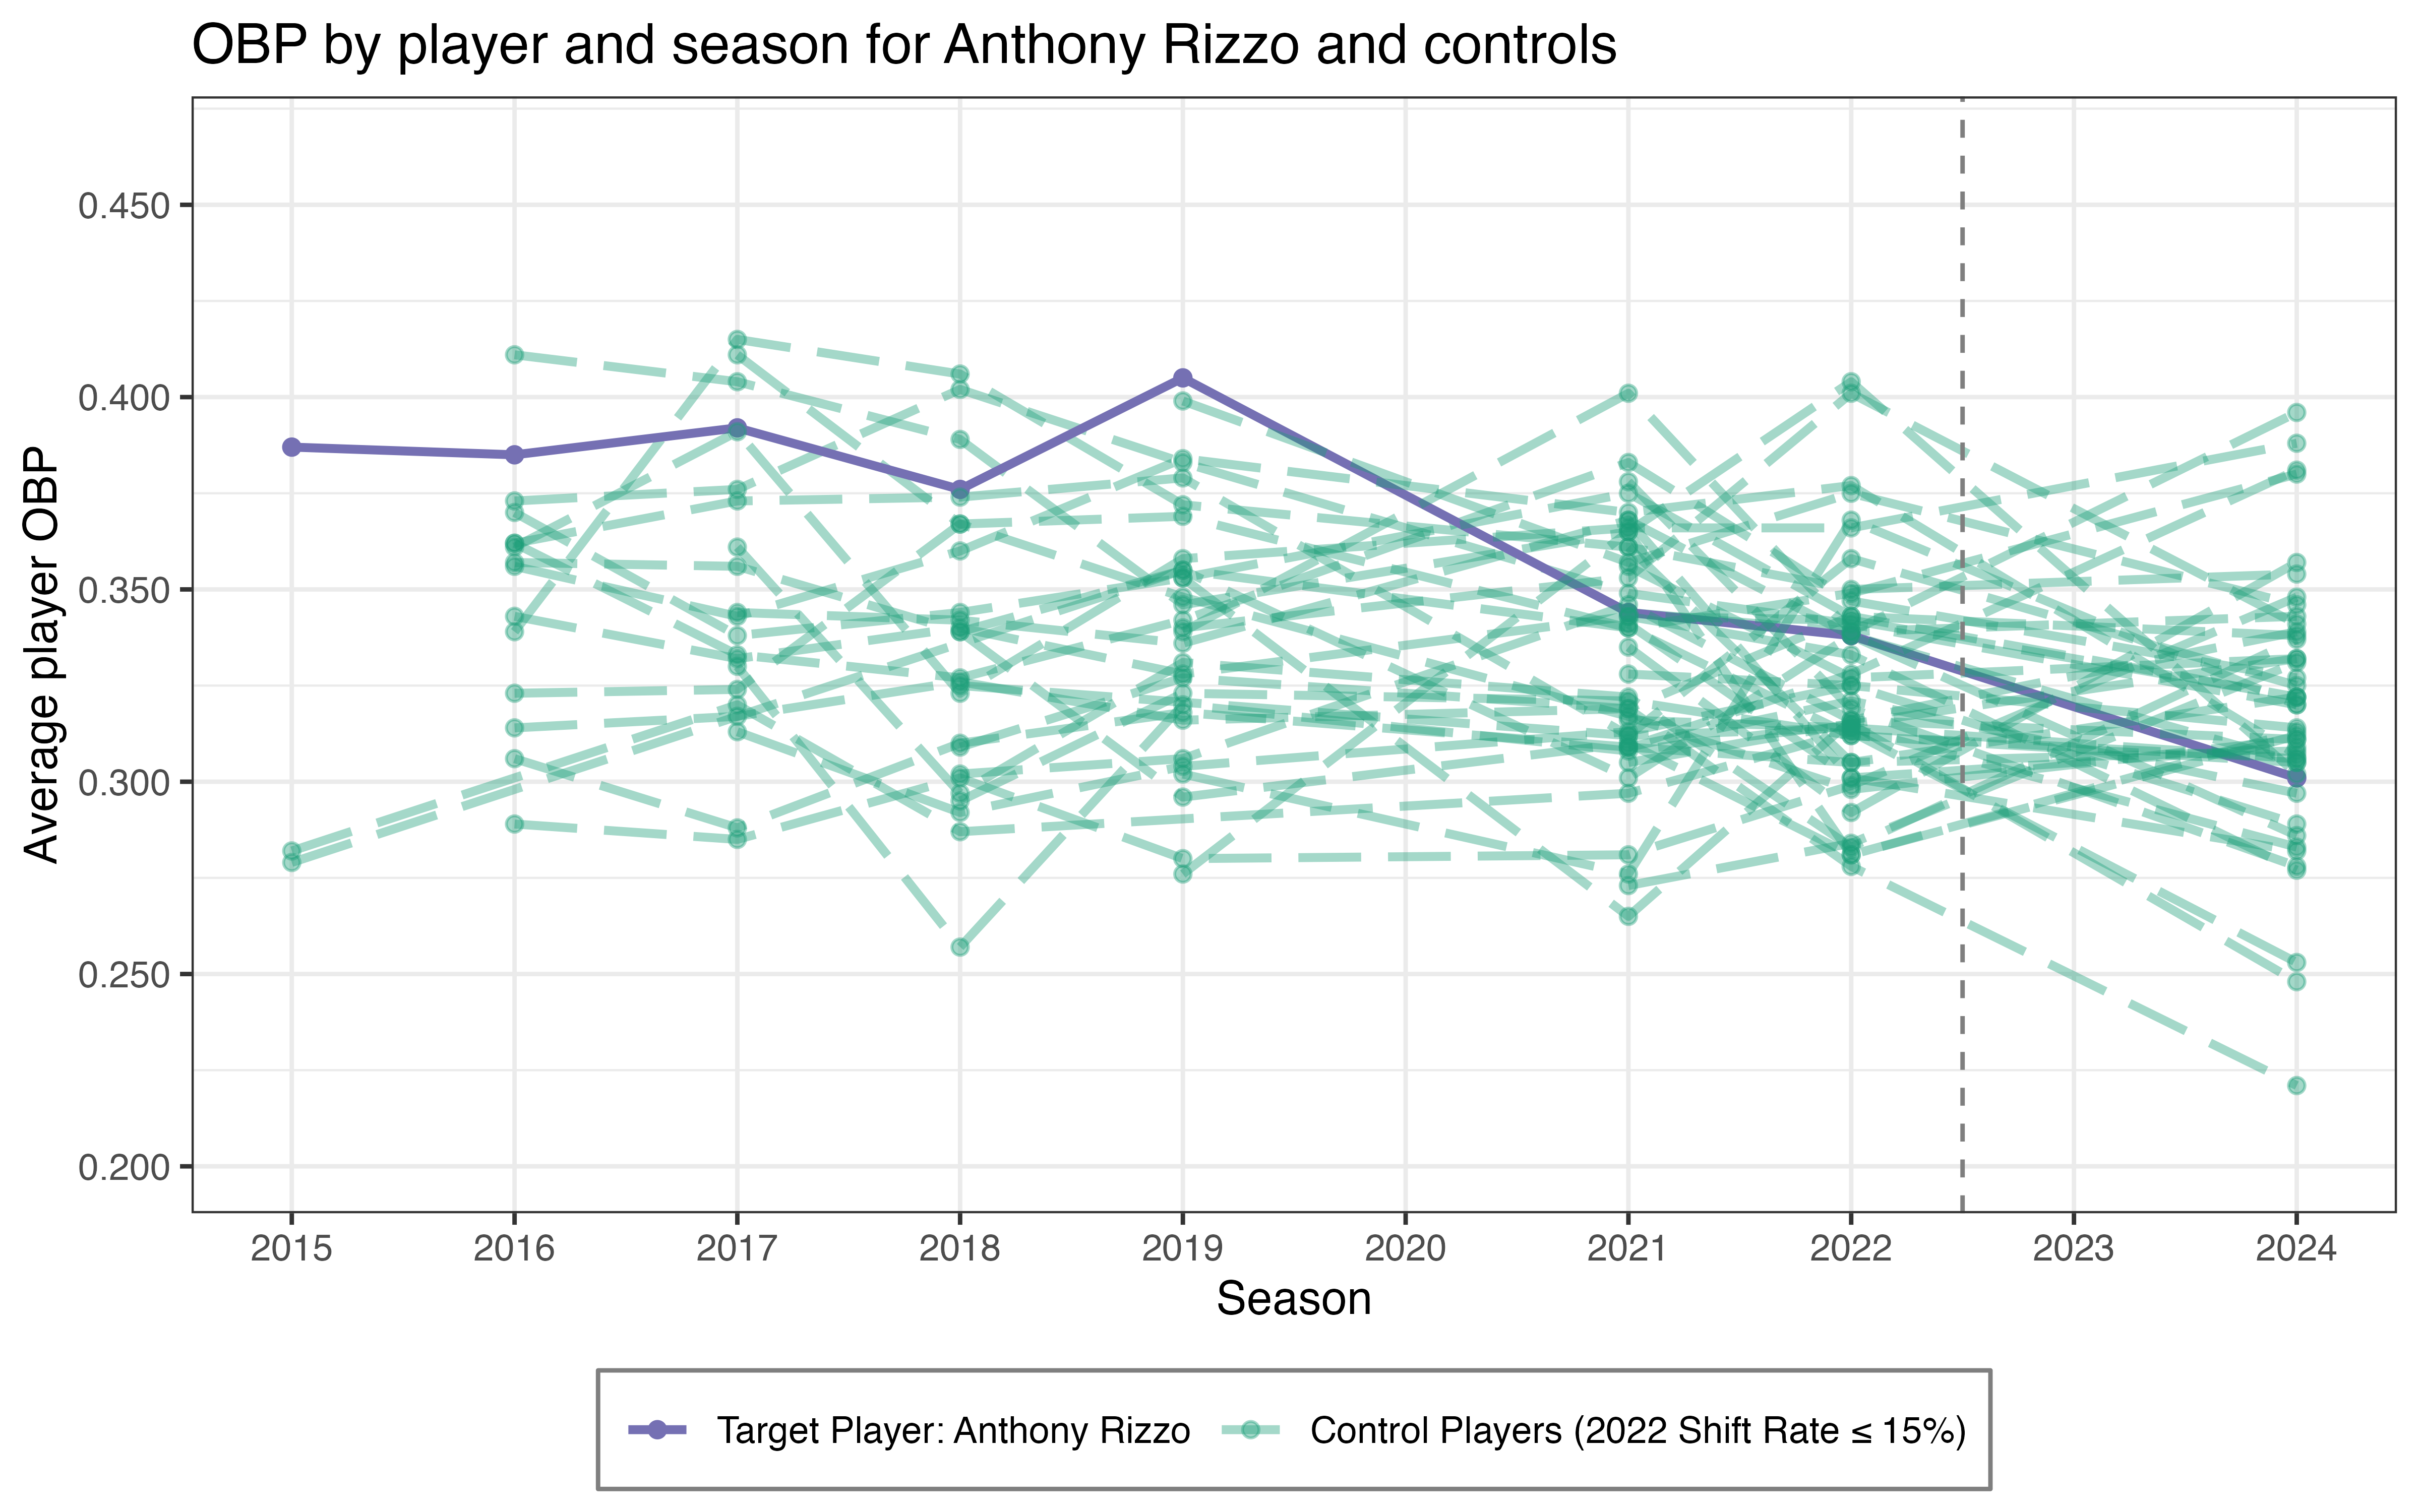 OBP by player and season for Anthony Rizzo and controls
Average player OBP
0.450
0.400
0.350
0.300
0.250
0.200
2015 2016 2017 2018 2019 2020 2021 2022 2023 2024
Season
Target Player: Anthony Rizzo Control Players (2022 Shift Rate ≤ 15%)